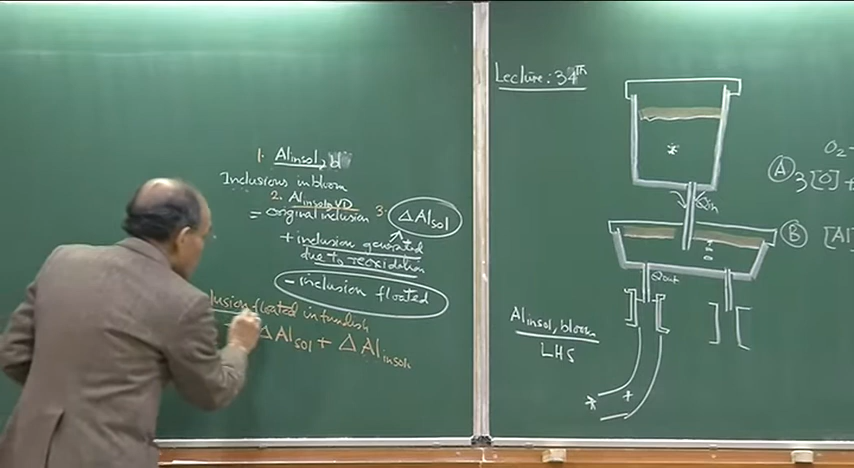 1. Al insol, bl
Inclusions in bloom
2. Al insol, VD
= original inclusion 3. ΔAl sol
+ inclusion generated
due to reoxidation
- inclusion floated
lusion floated in tundish
ΔAl sol + ΔAl insol
Lecture: 34th
Qin
Qout
Al insol, bloom
LHS
O2
A 3[O] +
B [Al]